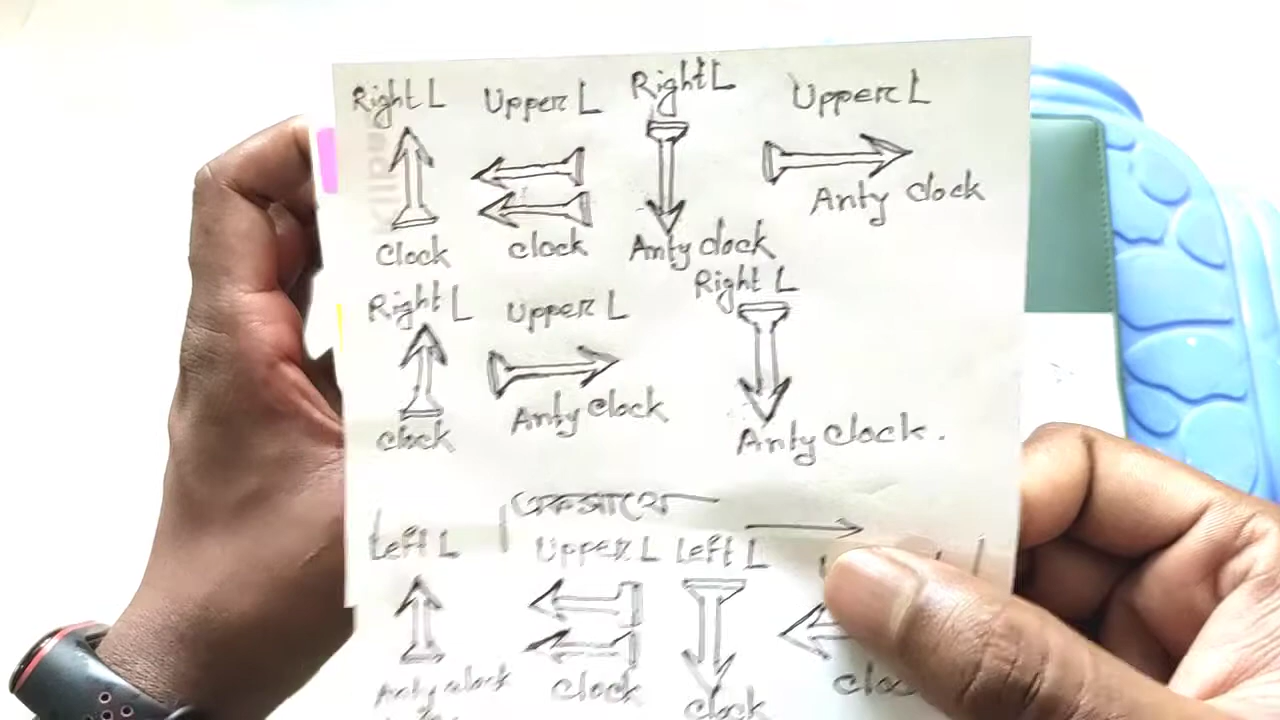 Right L Upper L Right L Upper L
Clock Clock Anty clock Anty clock
Right L Upper L Right L
Clock Anty clock Anty clock.
Left L Upper L Left L
Anty clock Clock Clock